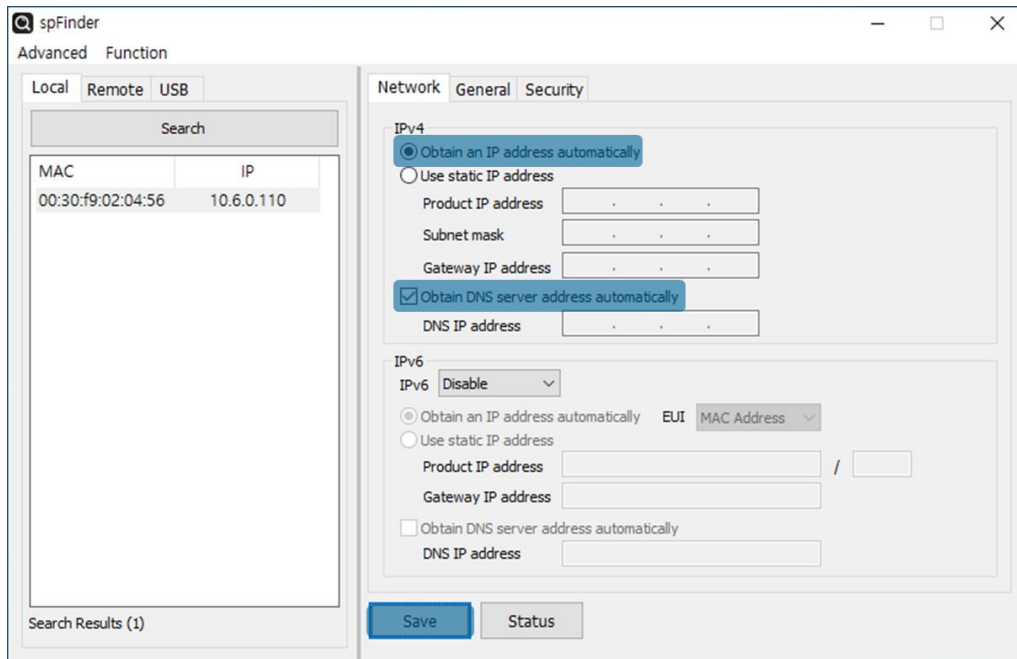 spFinder
Advanced Function
Local Remote USB
Search
MAC IP
00:30:f9:02:04:56 10.6.0.110
Search Results (1)
Network General Security
IPv4
Obtain an IP address automatically
Use static IP address
Product IP address . . .
Subnet mask . . .
Gateway IP address . . .
Obtain DNS server address automatically
DNS IP address . . .
IPv6
IPv6 Disable
Obtain an IP address automatically EUI MAC Address
Use static IP address
Product IP address /
Gateway IP address
Obtain DNS server address automatically
DNS IP address
Save Status